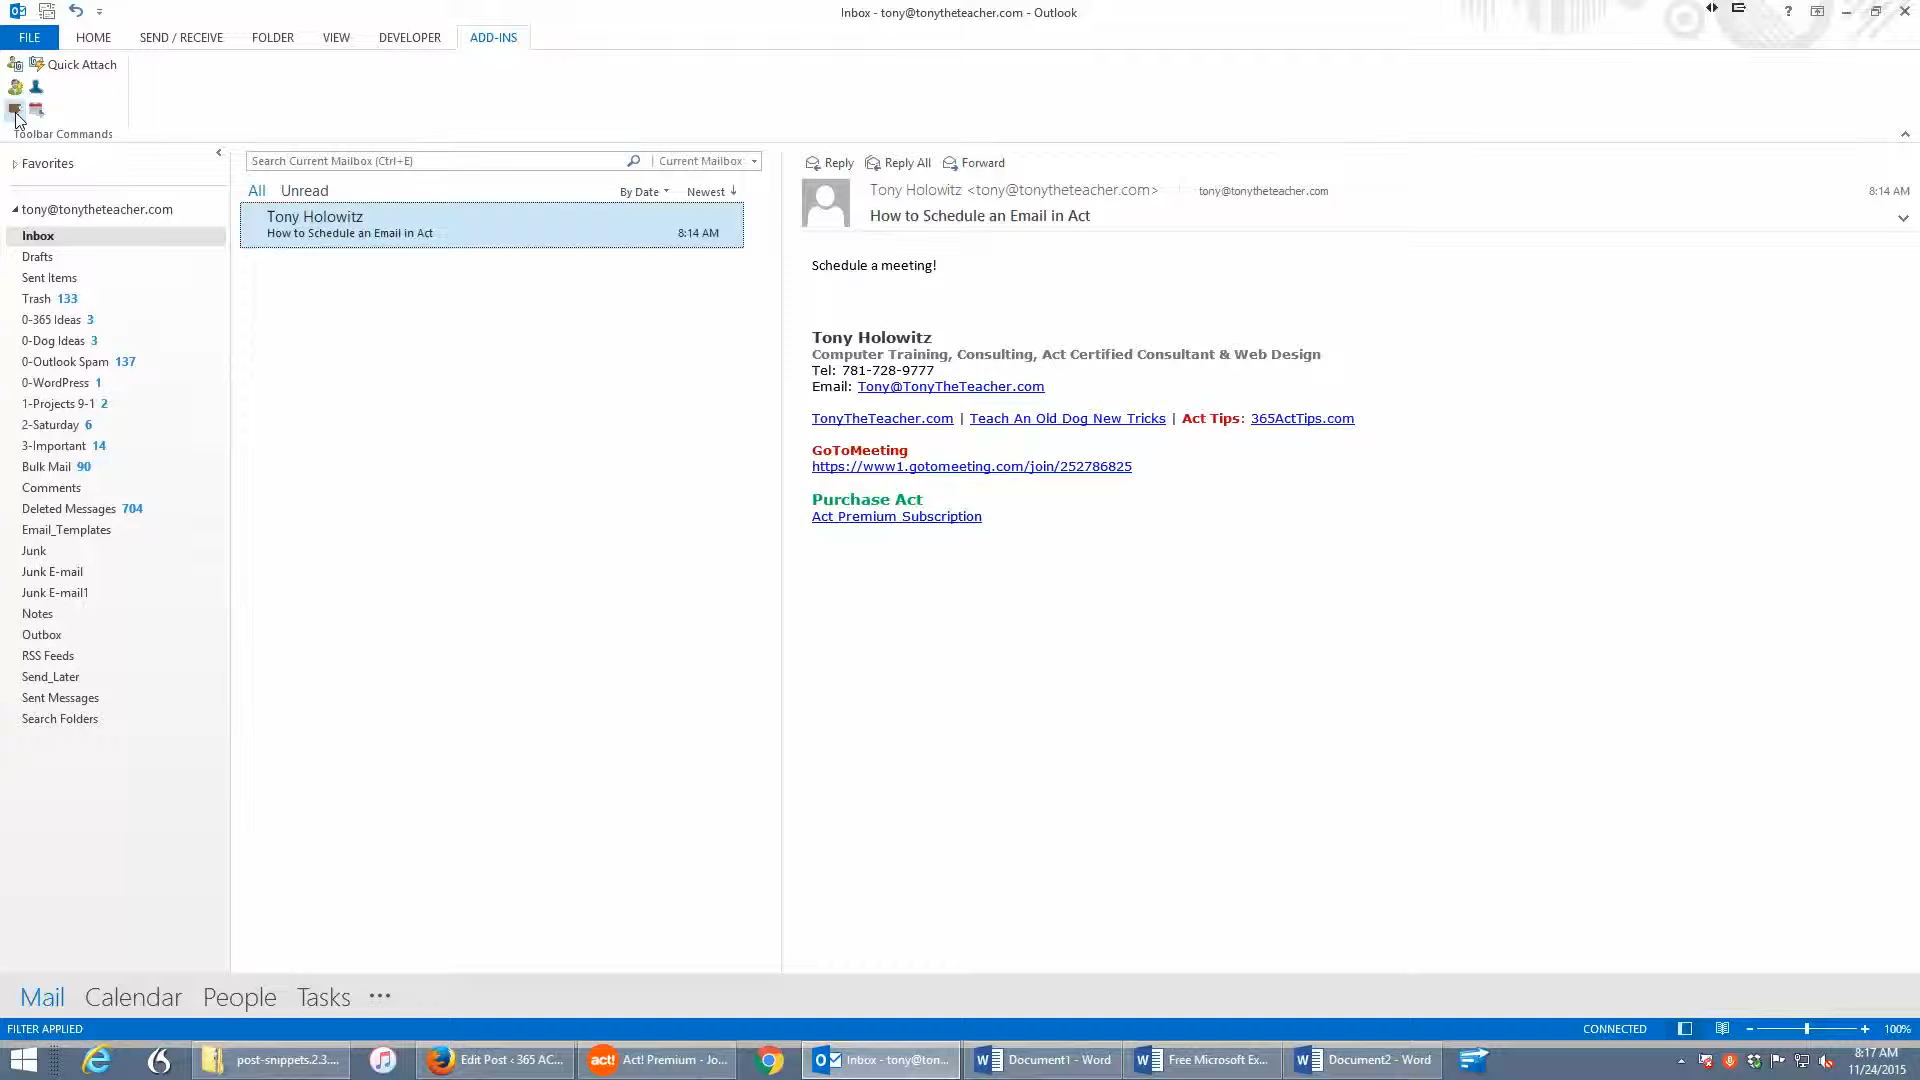 Inbox - tony@tonytheteacher.com - Outlook
FILE HOME SEND / RECEIVE FOLDER VIEW DEVELOPER ADD-INS
Quick Attach
Toolbar Commands
Favorites
tony@tonytheteacher.com
Inbox
Drafts
Sent Items
Trash 133
0-365 Ideas 3
0-Dog Ideas 3
0-Outlook Spam 137
0-WordPress 1
1-Projects 9-1 2
2-Saturday 6
3-Important 14
Bulk Mail 90
Comments
Deleted Messages 704
Email_Templates
Junk
Junk E-mail
Junk E-mail1
Notes
Outbox
RSS Feeds
Send_Later
Sent Messages
Search Folders
Search Current Mailbox (Ctrl+E) Current Mailbox
All Unread By Date Newest
Tony Holowitz
How to Schedule an Email in Act 8:14 AM
Reply Reply All Forward
Tony Holowitz <tony@tonytheteacher.com> tony@tonytheteacher.com 8:14 AM
How to Schedule an Email in Act
Schedule a meeting!
Tony Holowitz
Computer Training, Consulting, Act Certified Consultant & Web Design
Tel: 781-728-9777
Email: Tony@TonyTheTeacher.com
TonyTheTeacher.com | Teach An Old Dog New Tricks | Act Tips: 365ActTips.com
GoToMeeting
https://www1.gotomeeting.com/join/252786825
Purchase Act
Act Premium Subscription
Mail Calendar People Tasks ...
FILTER APPLIED CONNECTED 100%
post-snippets.2.3.... Edit Post ‹ 365 AC... act! Act! Premium - Jo... Inbox - tony@ton... Document1 - Word Free Microsoft Ex... Document2 - Word
8:17 AM
11/24/2015